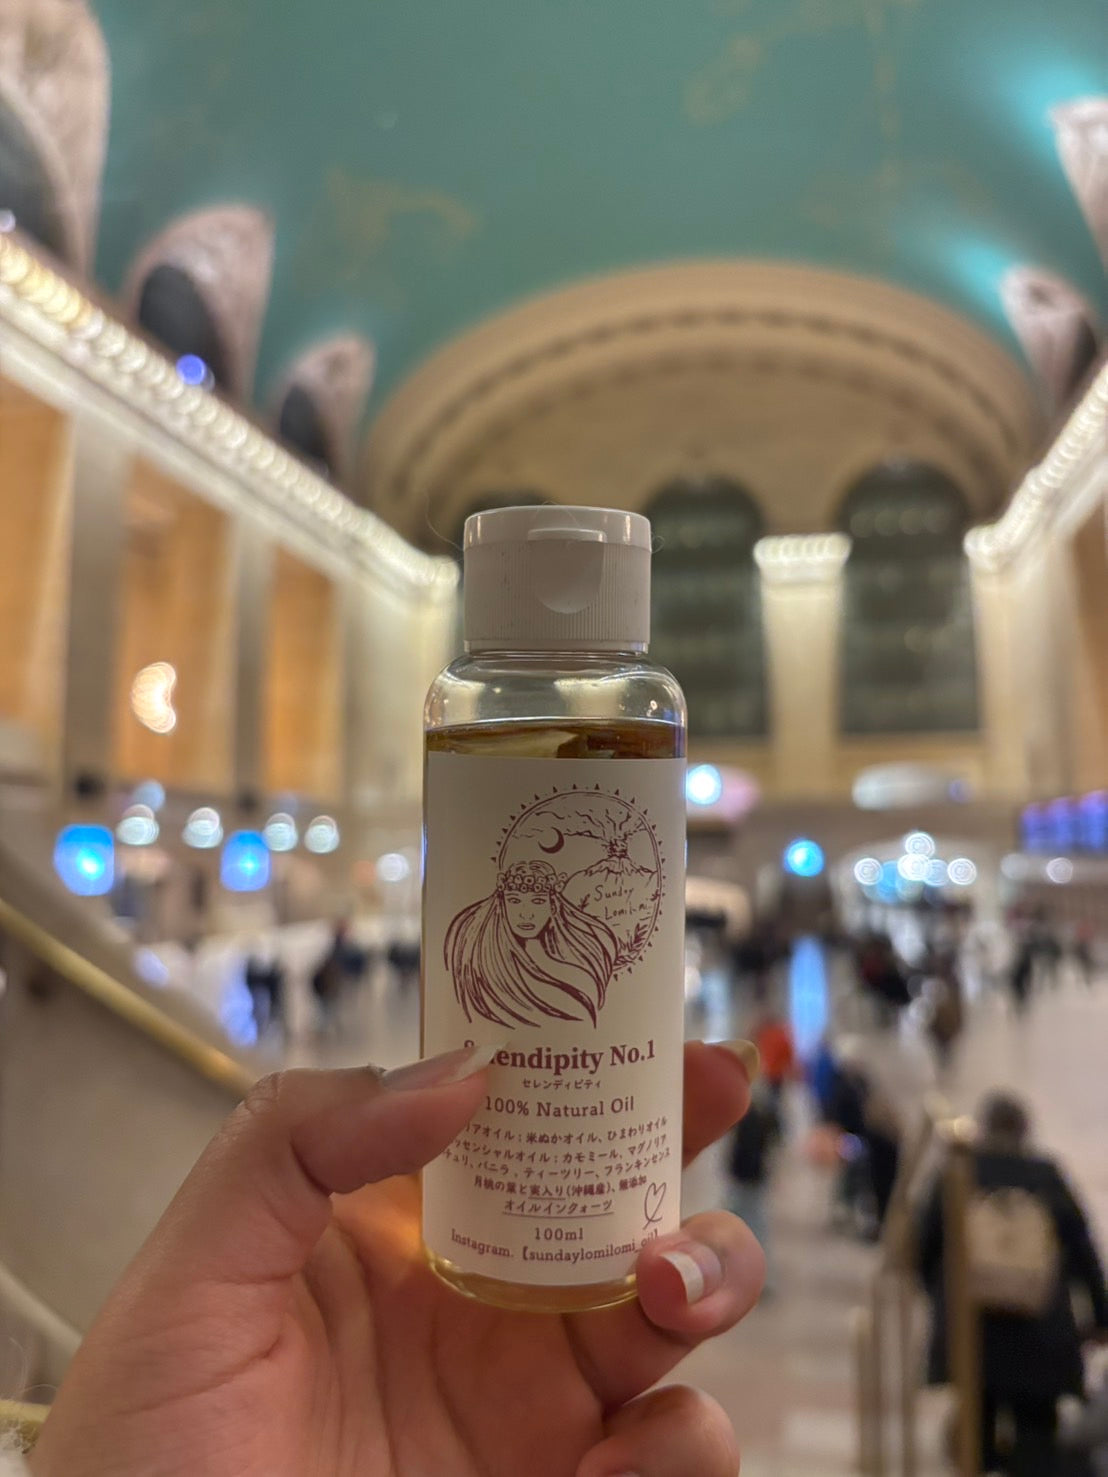 Sunday
Lomilomi
Serendipity No.1
セレンディピティ
100% Natural Oil
リアオイル：米ぬかオイル、ひまわりオイル
ッセンシャルオイル：カモミール、マグノリア
チュリ、バニラ、ティーツリー、フランキンセンス
月桃の葉と実入り(沖縄産)、無添加
オイルインクォーツ
100ml
Instagram.【sundaylomilomi_oil】